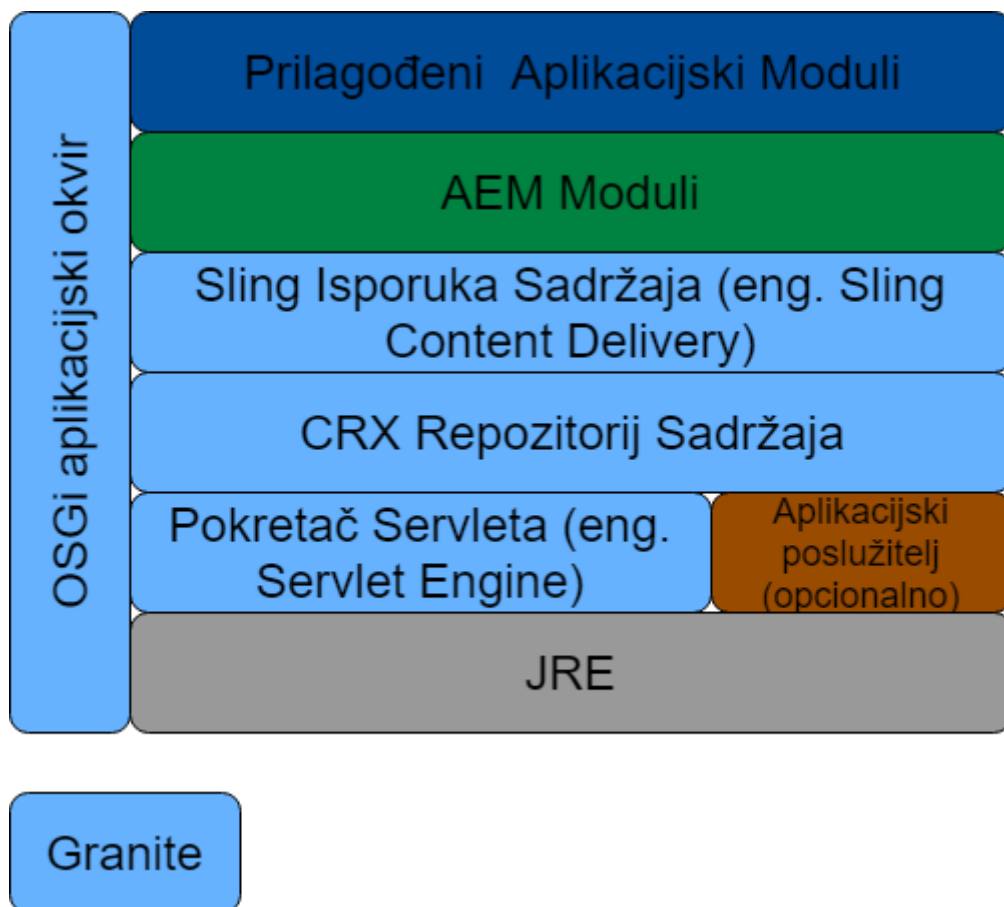 OSGi aplikacijski okvir
Prilagođeni Aplikacijski Moduli
AEM Moduli
Sling Isporuka Sadržaja (eng. Sling
Content Delivery)
CRX Repozitorij Sadržaja
Pokretač Servleta (eng.
Servlet Engine)
Aplikacijski
poslužitelj
(opcionalno)
JRE
Granite